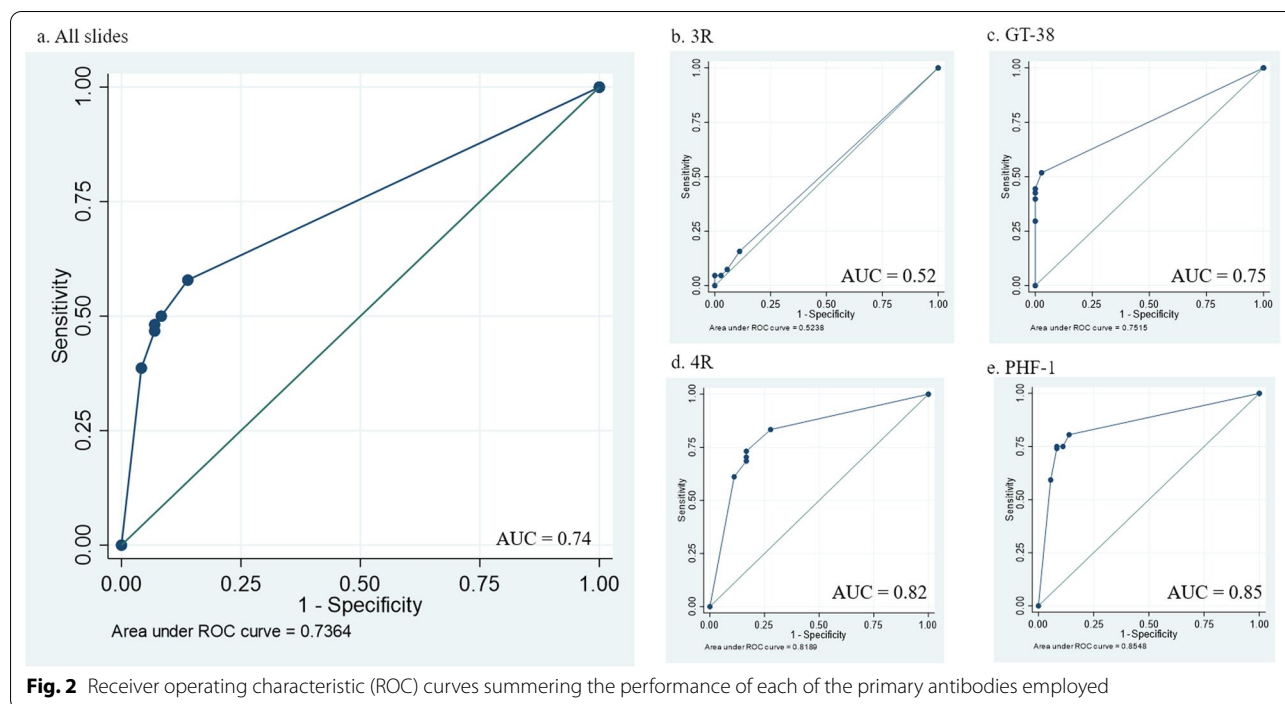 a. All slides
1.00
0.75
0.50
0.25
0.00
Sensitivity
0.00 0.25 0.50 0.75 1.00
1 - Specificity
AUC = 0.74
Area under ROC curve = 0.7364
b. 3R
1.00
0.75
0.50
0.25
0.00
Sensitivity
0.00 0.25 0.50 0.75 1.00
1 - Specificity
AUC = 0.52
Area under ROC curve = 0.5238
c. GT-38
1.00
0.75
0.50
0.25
0.00
Sensitivity
0.00 0.25 0.50 0.75 1.00
1 - Specificity
AUC = 0.75
Area under ROC curve = 0.7515
d. 4R
1.00
0.75
0.50
0.25
0.00
Sensitivity
0.00 0.25 0.50 0.75 1.00
1 - Specificity
AUC = 0.82
Area under ROC curve = 0.8189
e. PHF-1
1.00
0.75
0.50
0.25
0.00
Sensitivity
0.00 0.25 0.50 0.75 1.00
1 - Specificity
AUC = 0.85
Area under ROC curve = 0.8548
Fig. 2 Receiver operating characteristic (ROC) curves summering the performance of each of the primary antibodies employed